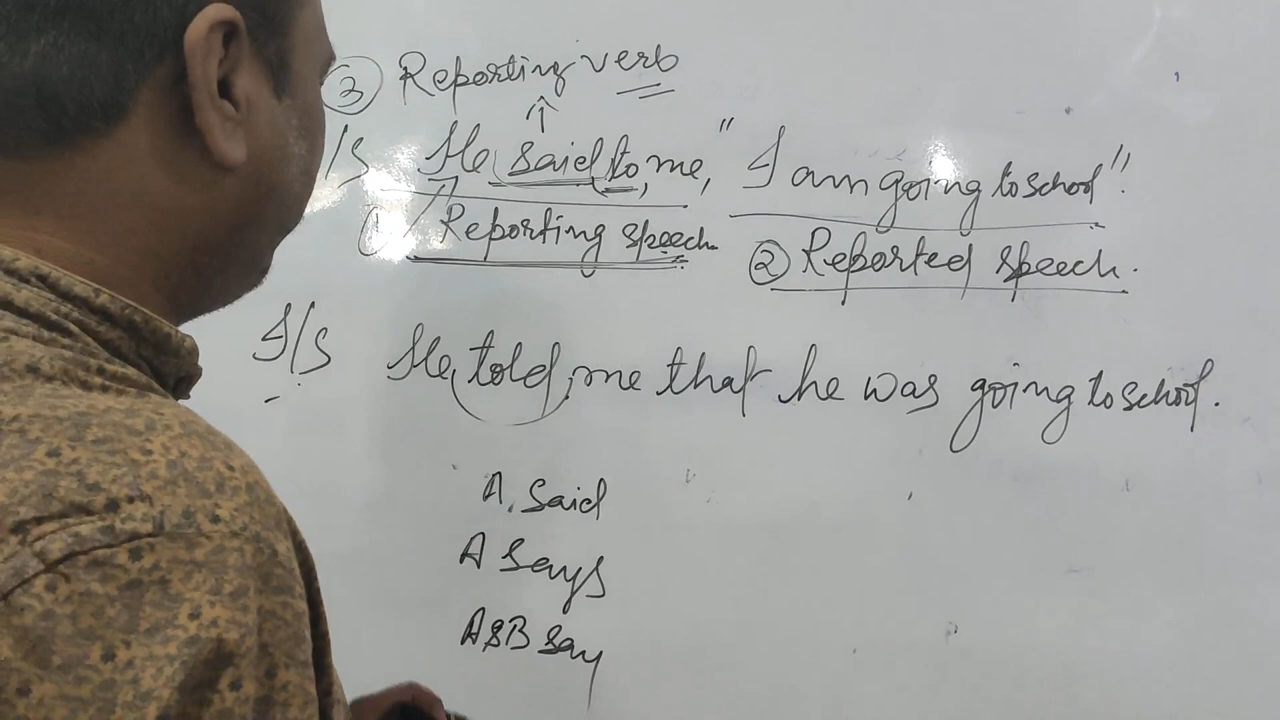 ③ Reporting verb
/S He said to me, "I am going to school".
① Reporting speech ② Reported speech.
I/S He told me that he was going to school.
A. Said
A Says
A&B Say